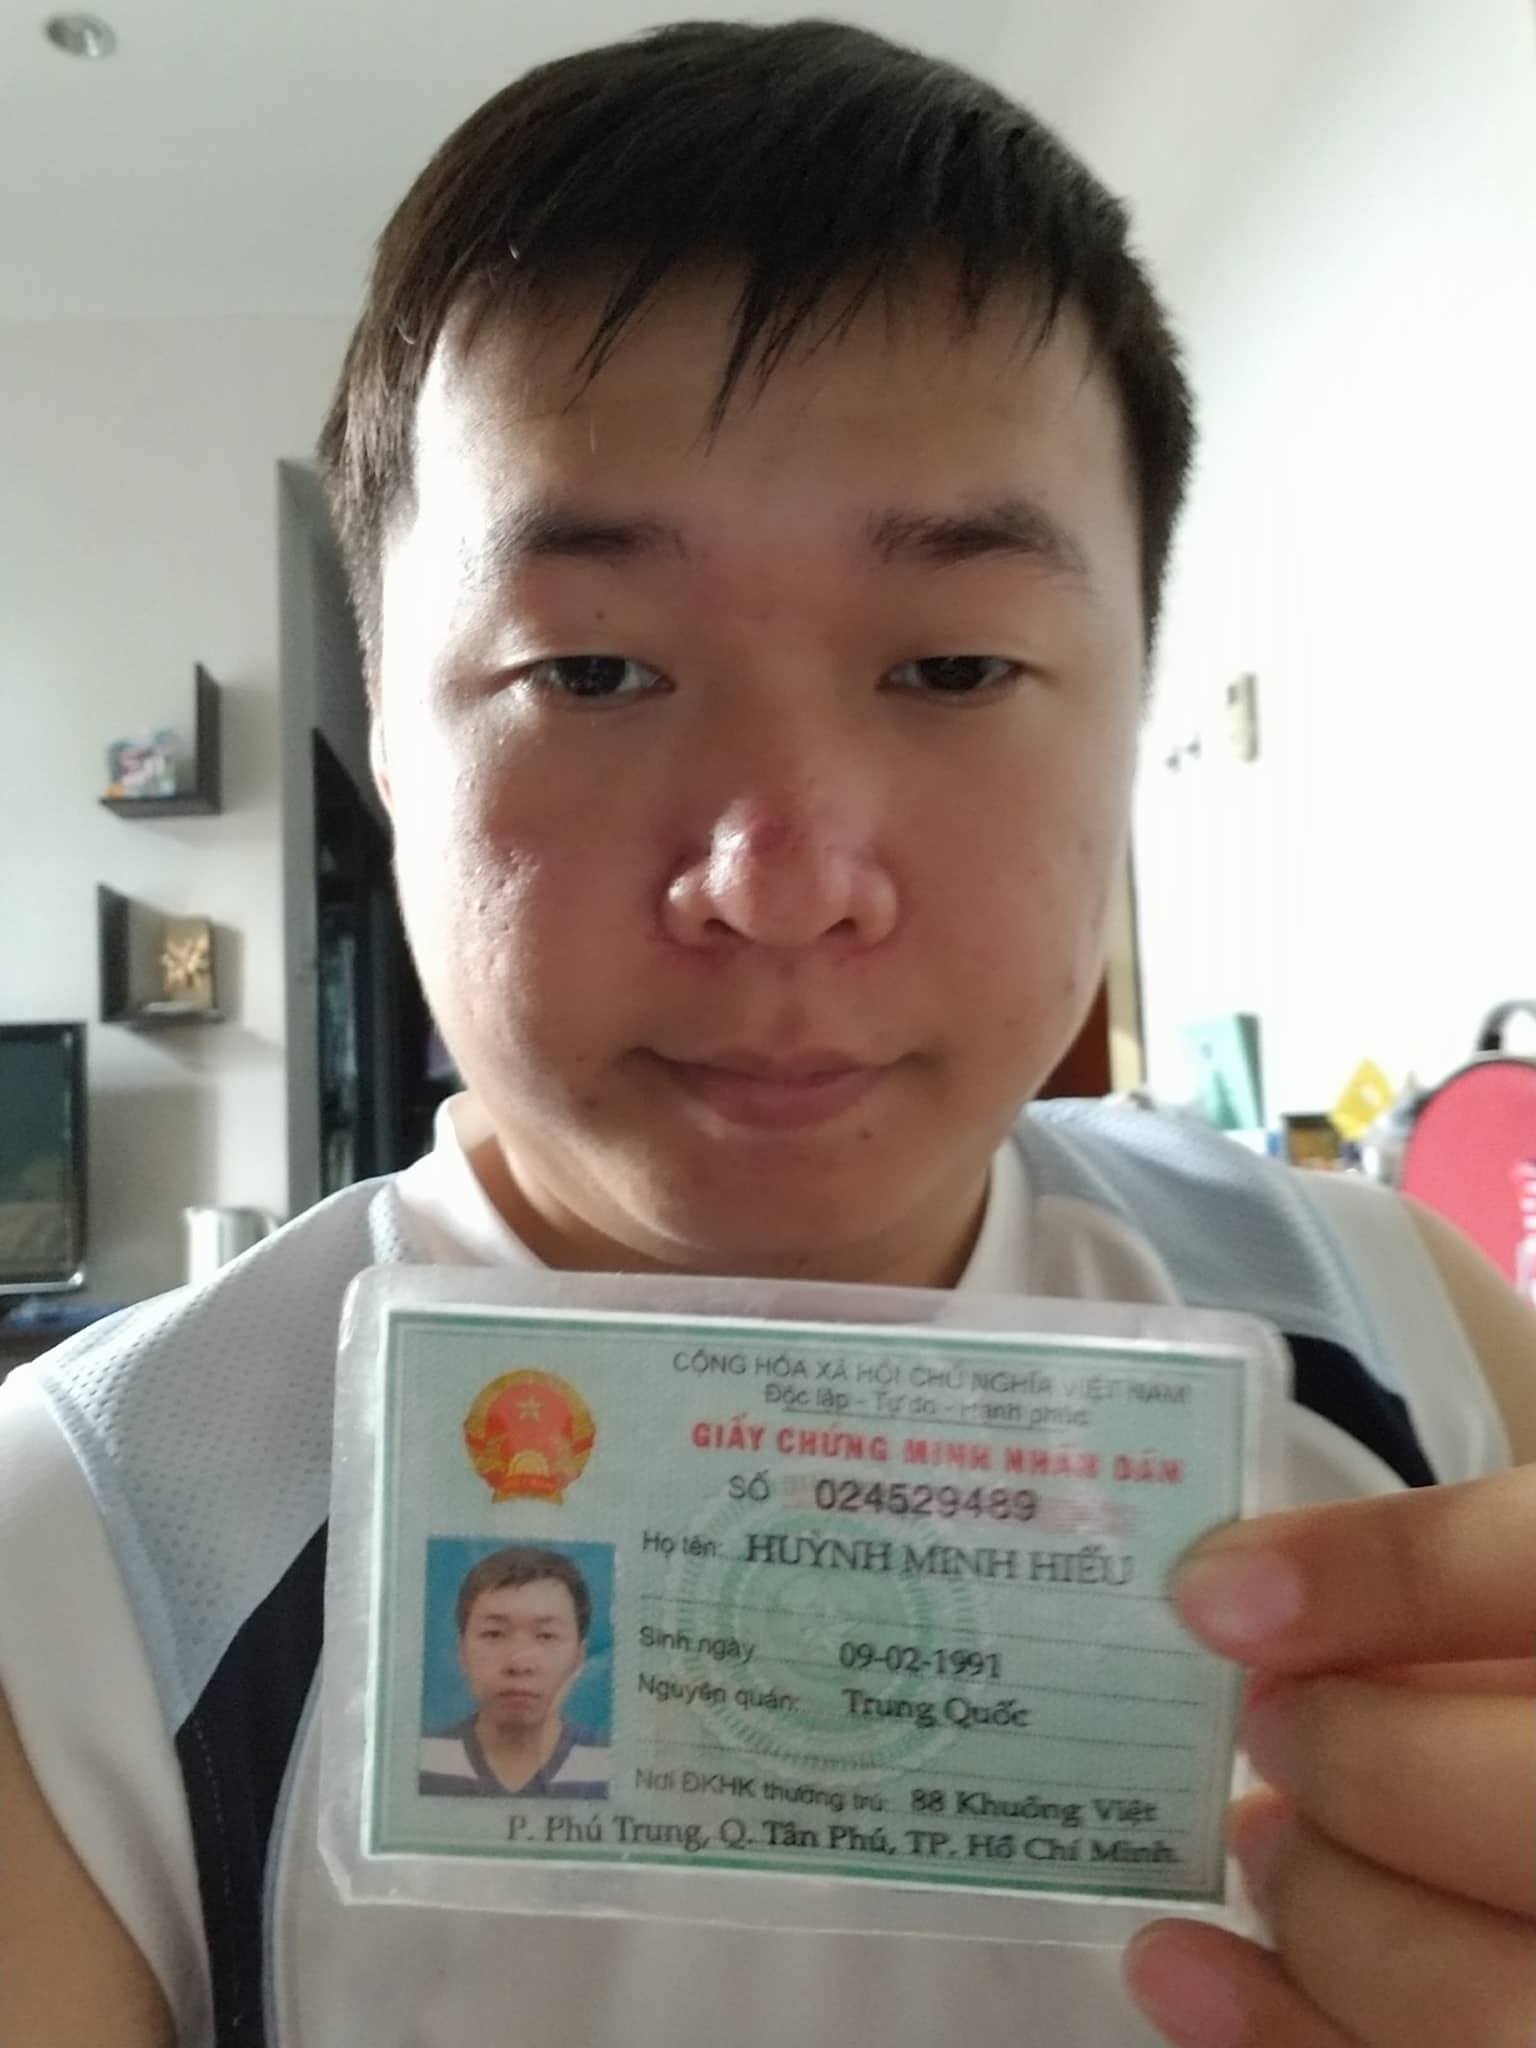 CỘNG HÒA XÃ HỘI CHỦ NGHĨA VIỆT NAM
Độc lập - Tự do - Hạnh phúc
GIẤY CHỨNG MINH NHÂN DÂN
SỐ 024529489
Họ tên: HUỲNH MINH HIẾU
Sinh ngày 09-02-1991
Nguyên quán: Trung Quốc
Nơi ĐKHK thường trú: 88 Khuông Việt
P. Phú Trung, Q. Tân Phú, TP. Hồ Chí Minh.